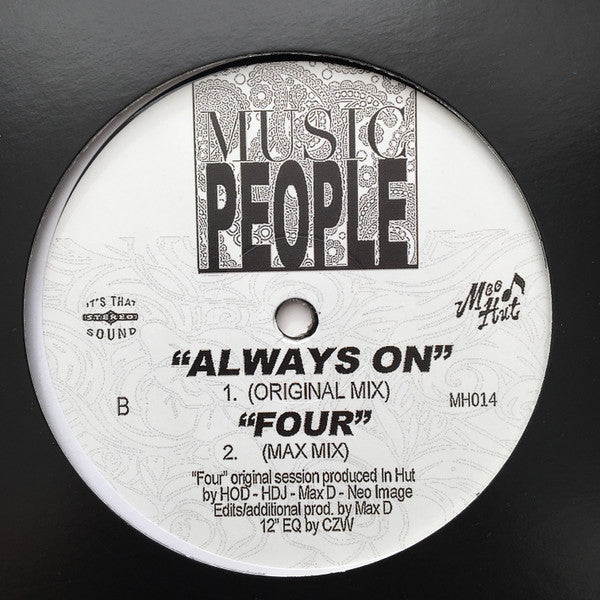 MUSIC
PEOPLE
IT'S THAT
STEREO
SOUND
Moo
Hut
"ALWAYS ON"
1. (ORIGINAL MIX)
B
MH014
"FOUR"
2. (MAX MIX)
"Four" original session produced In Hut
by HOD - HDJ - Max D - Neo Image
Edits/additional prod. by Max D
12" EQ by CZW